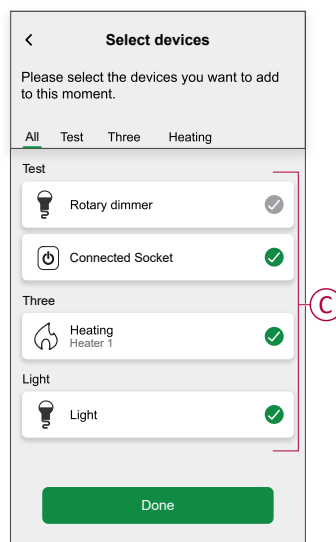 Select devices
Please select the devices you want to add
to this moment.
All Test Three Heating
Test
Rotary dimmer
Connected Socket
Three
Heating
Heater 1
C
Light
Light
Done